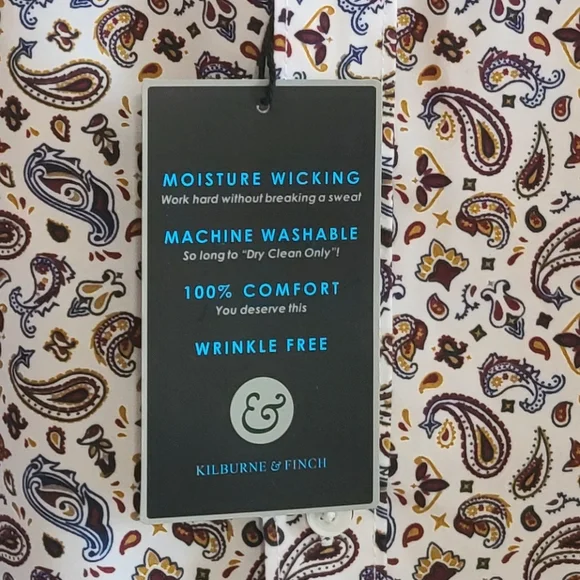 MOISTURE WICKING
Work hard without breaking a sweat
MACHINE WASHABLE
So long to "Dry Clean Only"!
100% COMFORT
You deserve this
WRINKLE FREE
&
KILBURNE & FINCH